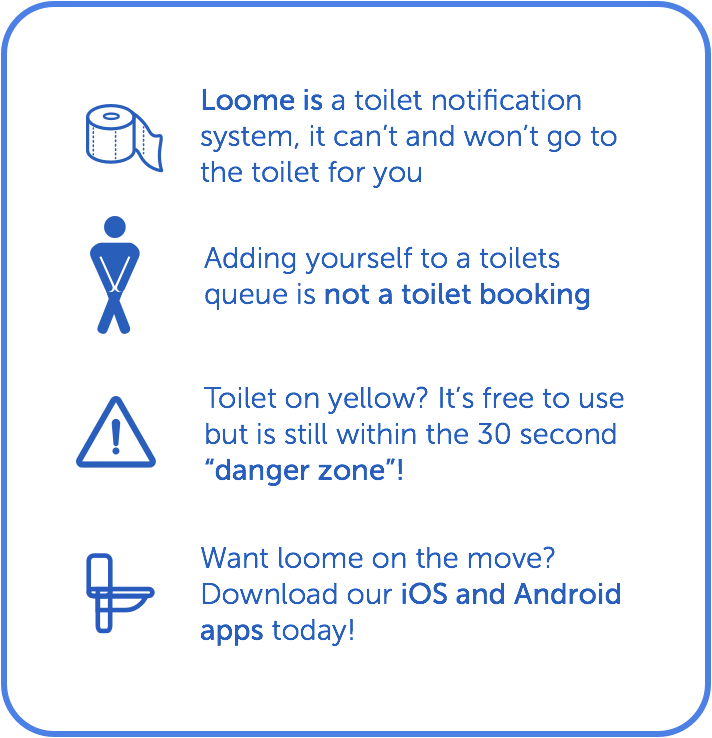 Loome is a toilet notification
system, it can’t and won’t go to
the toilet for you
Adding yourself to a toilets
queue is not a toilet booking
Toilet on yellow? It’s free to use
but is still within the 30 second
“danger zone”!
Want loome on the move?
Download our iOS and Android
apps today!